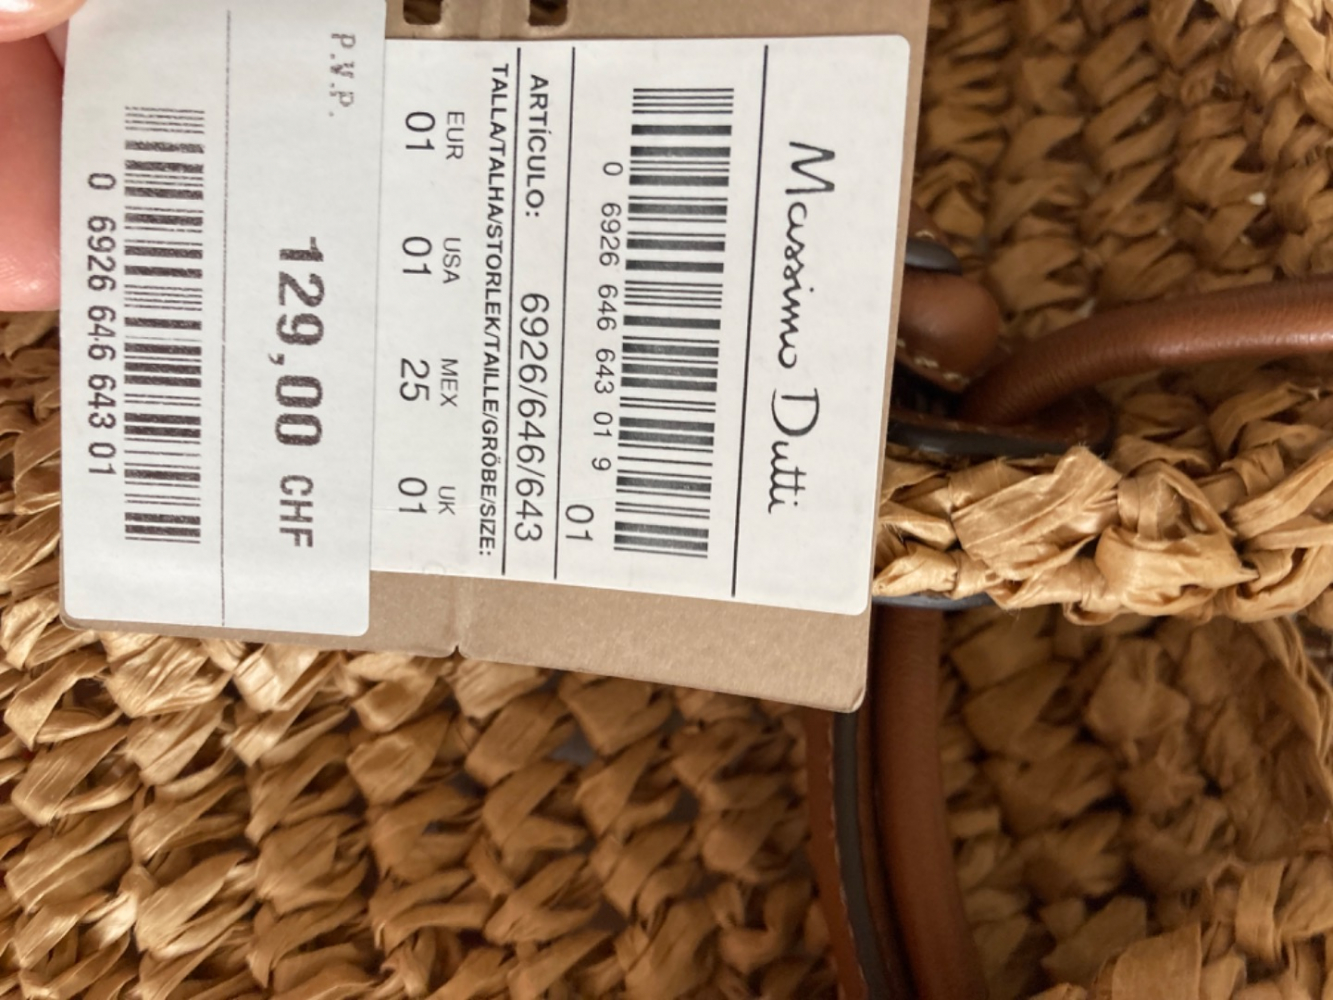 Massimo Dutti
0 6926 646 643 01 9
01
ARTÍCULO: 6926/646/643
TALLA/TALHA/STORLEK/TAILLE/GRÖBE/SIZE:
EUR USA MEX UK
01 01 25 01
P.V.P.
129,00 CHF
0 6926 646 643 01